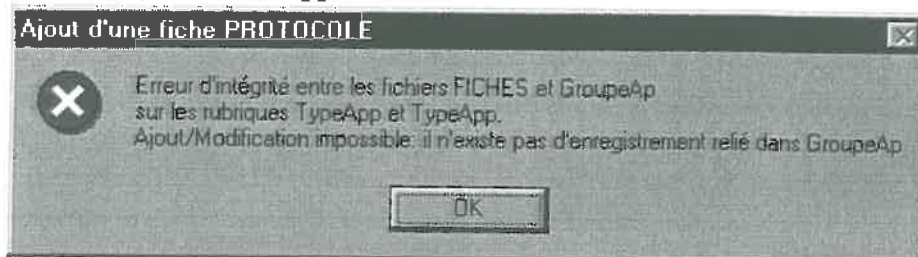 Ajout d'une fiche PROTOCOLE
Erreur d'intégrité entre les fichiers FICHES et GroupeAp
sur les rubriques TypeApp et TypeApp.
Ajout/Modification impossible: il n'existe pas d'enregistrement relié dans GroupeAp
OK